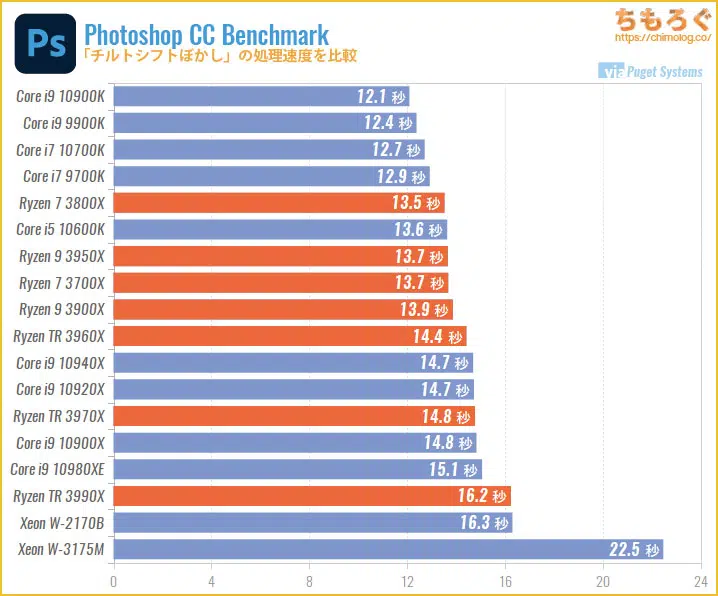 Ps
Photoshop CC Benchmark
「チルトシフトぼかし」の処理速度を比較
ちもろぐ
https://chimolog.co/
via Puget Systems
Core i9 10900K 12.1 秒
Core i9 9900K 12.4 秒
Core i7 10700K 12.7 秒
Core i7 9700K 12.9 秒
Ryzen 7 3800X 13.5 秒
Core i5 10600K 13.6 秒
Ryzen 9 3950X 13.7 秒
Ryzen 7 3700X 13.7 秒
Ryzen 9 3900X 13.9 秒
Ryzen TR 3960X 14.4 秒
Core i9 10940X 14.7 秒
Core i9 10920X 14.7 秒
Ryzen TR 3970X 14.8 秒
Core i9 10900X 14.8 秒
Core i9 10980XE 15.1 秒
Ryzen TR 3990X 16.2 秒
Xeon W-2170B 16.3 秒
Xeon W-3175M 22.5 秒
0 4 8 12 16 20 24